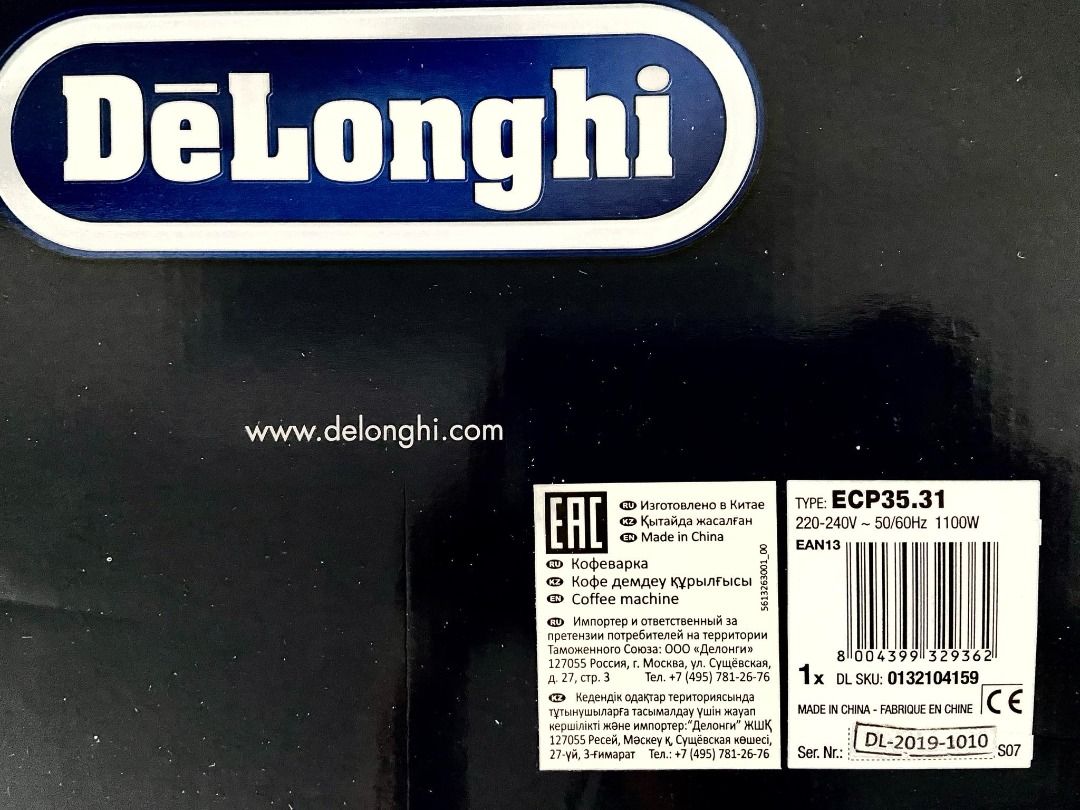 DēLonghi
www.delonghi.com
EAC
RU Изготовлено в Китае
KZ Қытайда жасалған
EN Made in China
RU Кофеварка
KZ Кофе демдеу құрылғысы
EN Coffee machine
5613263001_00
RU Импортер и ответственный за
претензии потребителей на территории
Таможенного Союза: ООО «Делонги»
127055 Россия, г. Москва, ул. Сущёвская,
д. 27, стр. 3 Тел. +7 (495) 781-26-76
KZ Кедендік одақтар териториясында
тұтынушыларға тасымалдау үшін жауап
кершілікті және импортер:"Делонги" ЖШҚ
127055 Ресей, Мәскеу қ, Сущёвская көшесі,
27-үй, 3-ғимарат Тел.: +7 (495) 781-26-76
TYPE: ECP35.31
220-240V ~ 50/60Hz 1100W
EAN13
8 004399 329362
1x DL SKU: 0132104159
MADE IN CHINA - FABRIQUE EN CHINE CE
Ser. Nr.: DL-2019-1010 S07